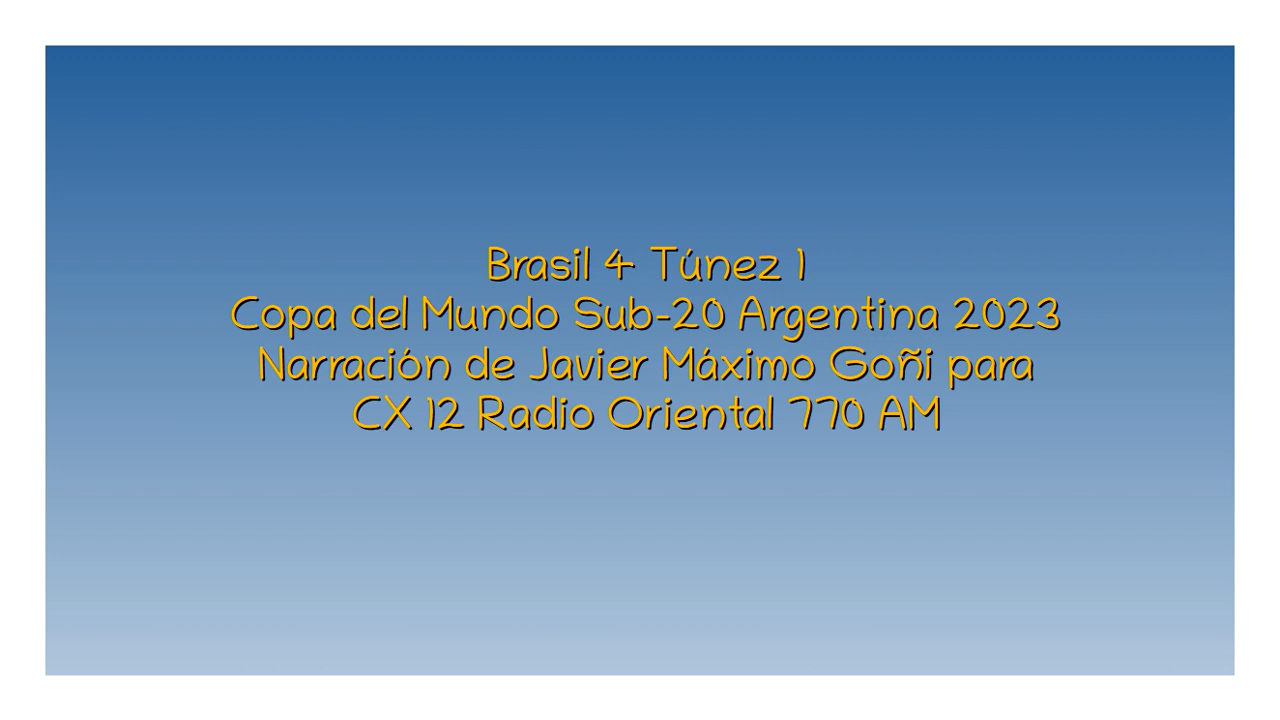 Brasil 4 Túnez 1
Copa del Mundo Sub-20 Argentina 2023
Narración de Javier Máximo Goñi para
CX 12 Radio Oriental 770 AM